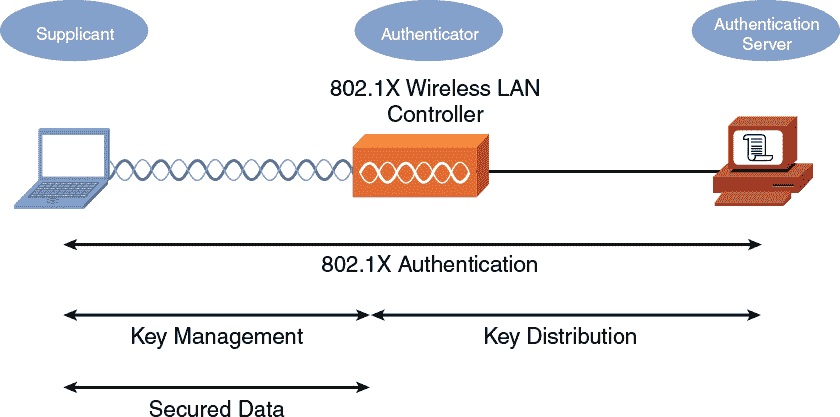 Supplicant
Authenticator
Authentication
Server
802.1X Wireless LAN
Controller
802.1X Authentication
Key Management
Key Distribution
Secured Data